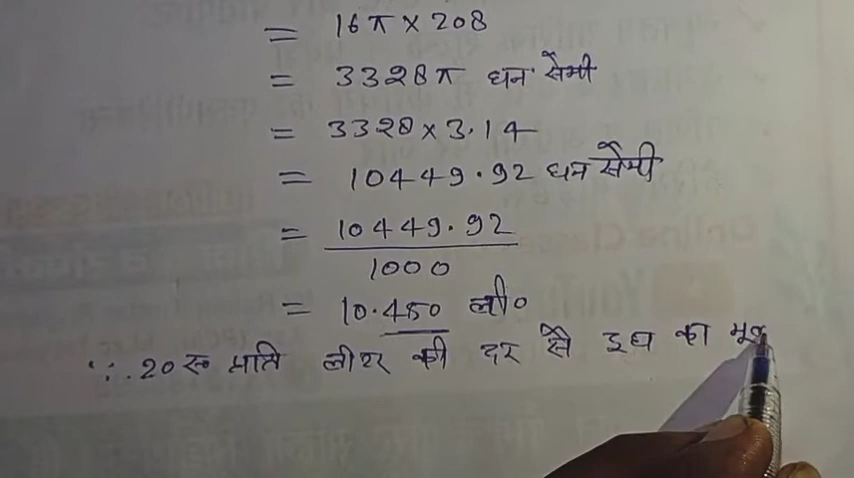 = 16π × 208
= 3328π घन सेमी
= 3328 × 3.14
= 10449.92 घन सेमी
= 10449.92
1000
= 10.450 ली०
∵ 20 रू प्रति लीटर की दर से दूध का